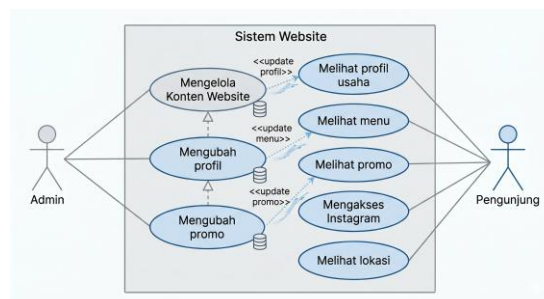 Sistem Website
<<update
profil>>
Mengelola
Konten Website
Melihat profil
usaha
<<update
menu>>
Melihat menu
Mengubah
profil
Melihat promo
<<update
promo>>
Mengubah
promo
Mengakses
Instagram
Melihat lokasi
Admin
Pengunjung